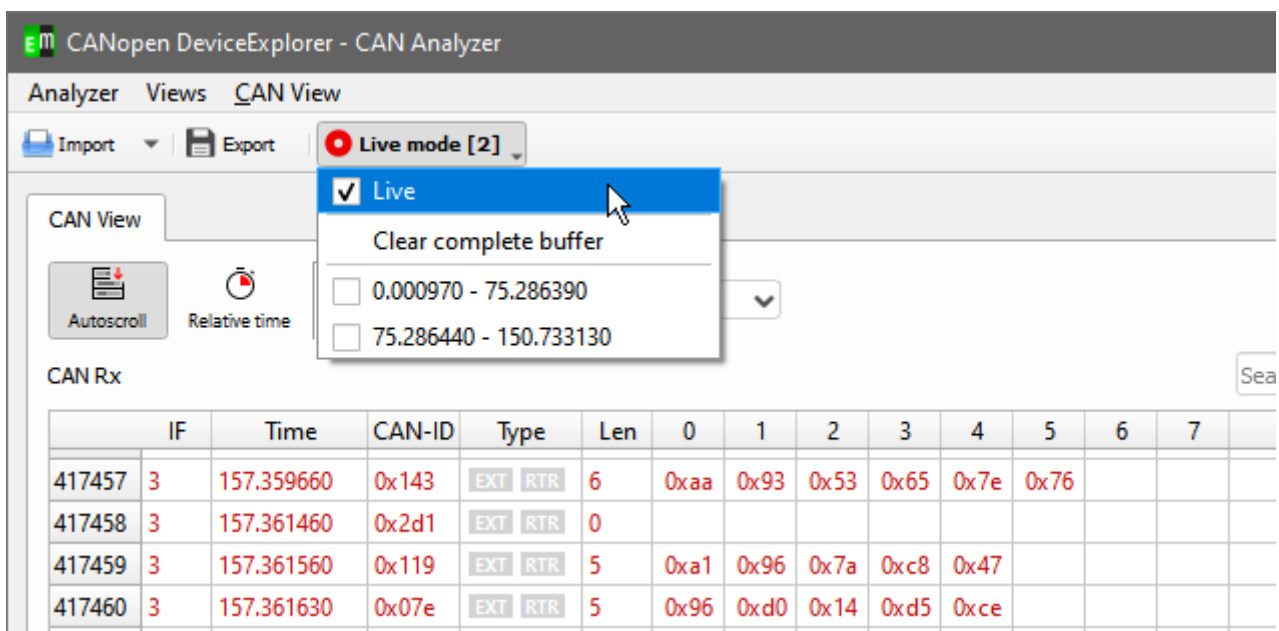 EM CANopen DeviceExplorer - CAN Analyzer
Analyzer Views CAN View
Import Export Live mode [2]
Live
CAN View
Clear complete buffer
0.000970 - 75.286390
Autoscroll Relative time
75.286440 - 150.733130
CAN Rx Sea
IF Time CAN-ID Type Len 0 1 2 3 4 5 6 7
417457 3 157.359660 0x143 EXT RTR 6 0xaa 0x93 0x53 0x65 0x7e 0x76
417458 3 157.361460 0x2d1 EXT RTR 0
417459 3 157.361560 0x119 EXT RTR 5 0xa1 0x96 0x7a 0xc8 0x47
417460 3 157.361630 0x07e EXT RTR 5 0x96 0xd0 0x14 0xd5 0xce